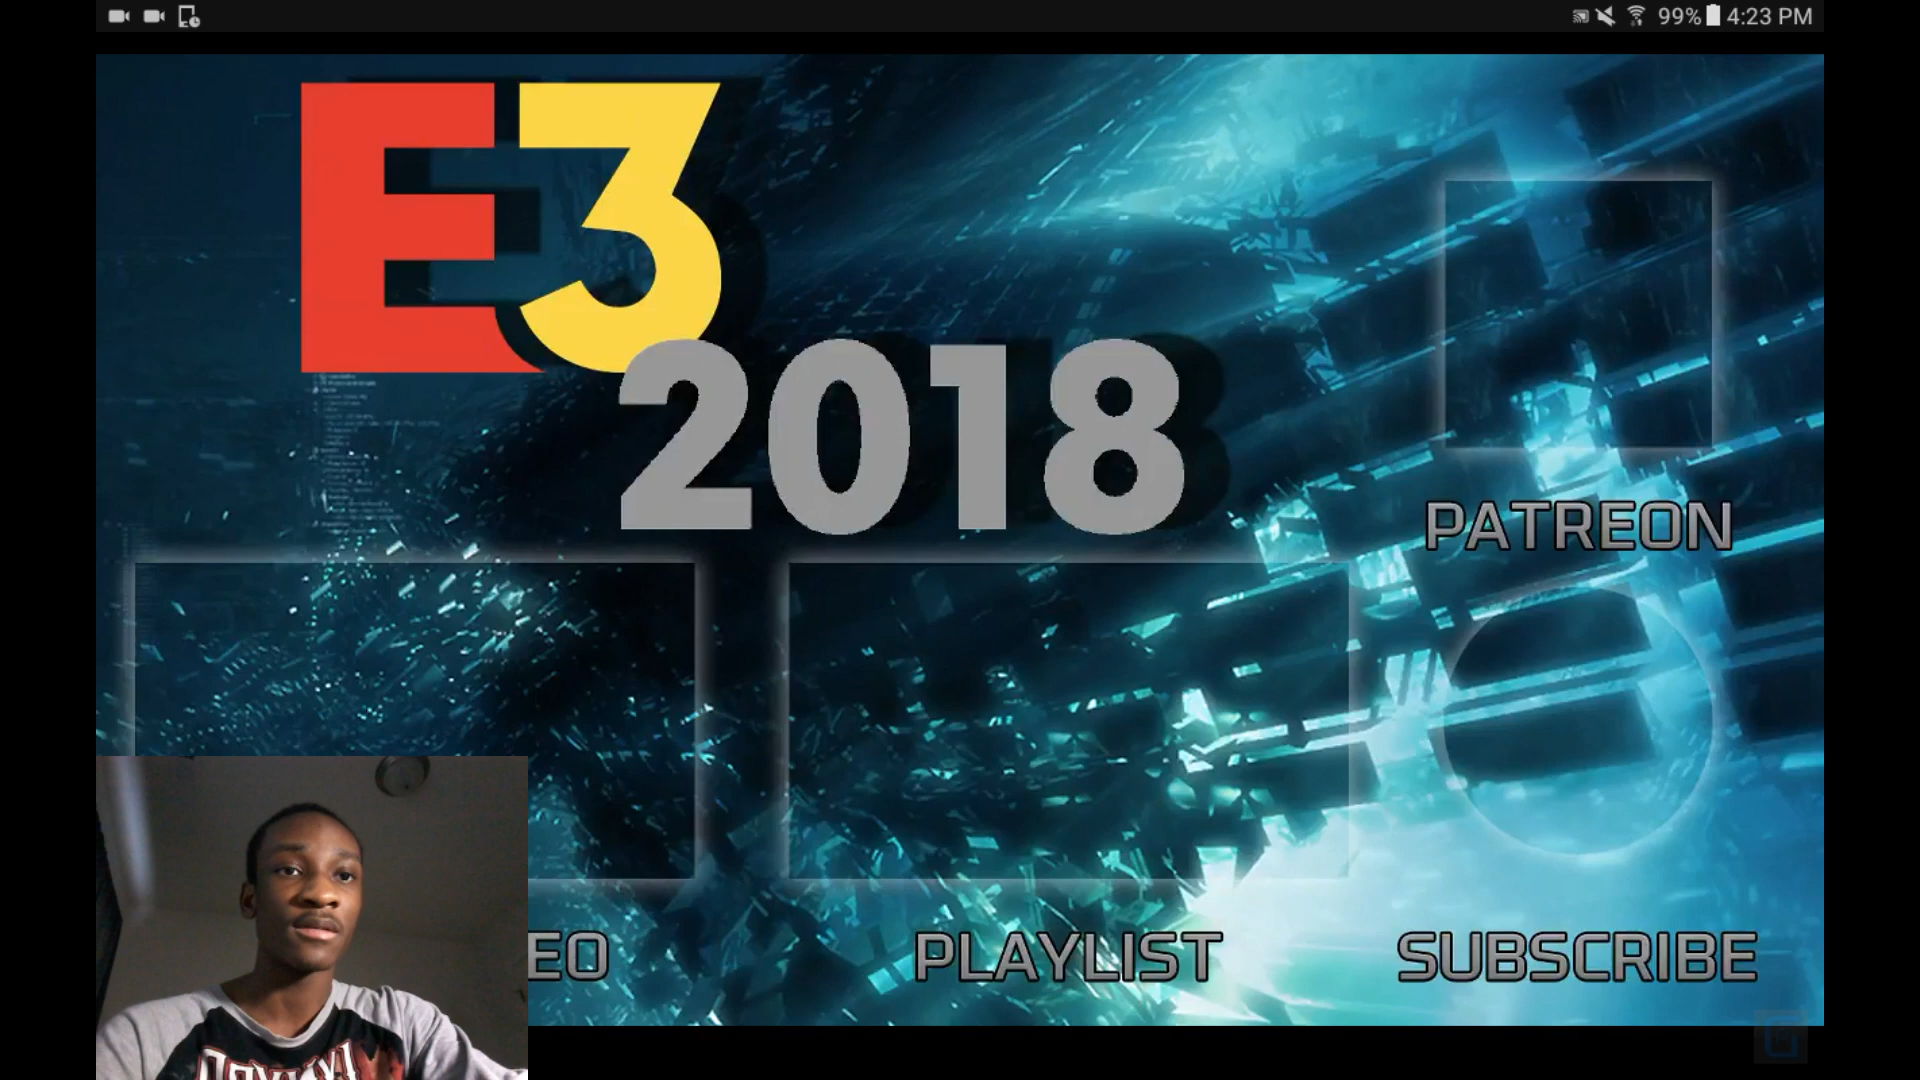 99% 4:23 PM
E3
2018
PATREON
EO
PLAYLIST
SUBSCRIBE